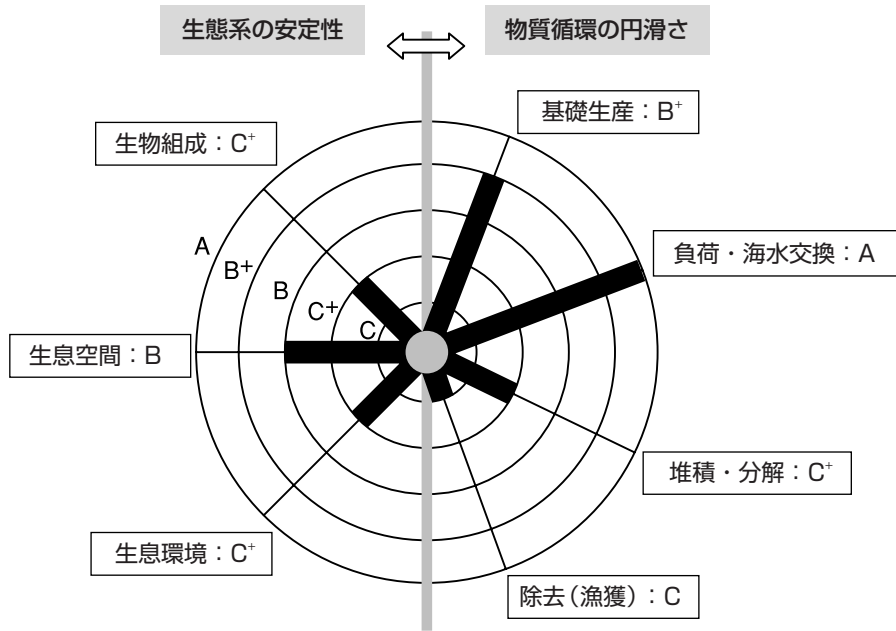 生態系の安定性
物質循環の円滑さ
基礎生産：B⁺
生物組成：C⁺
負荷・海水交換：A
A
B+
B
C+
C
生息空間：B
堆積・分解：C⁺
生息環境：C⁺
除去（漁獲）：C